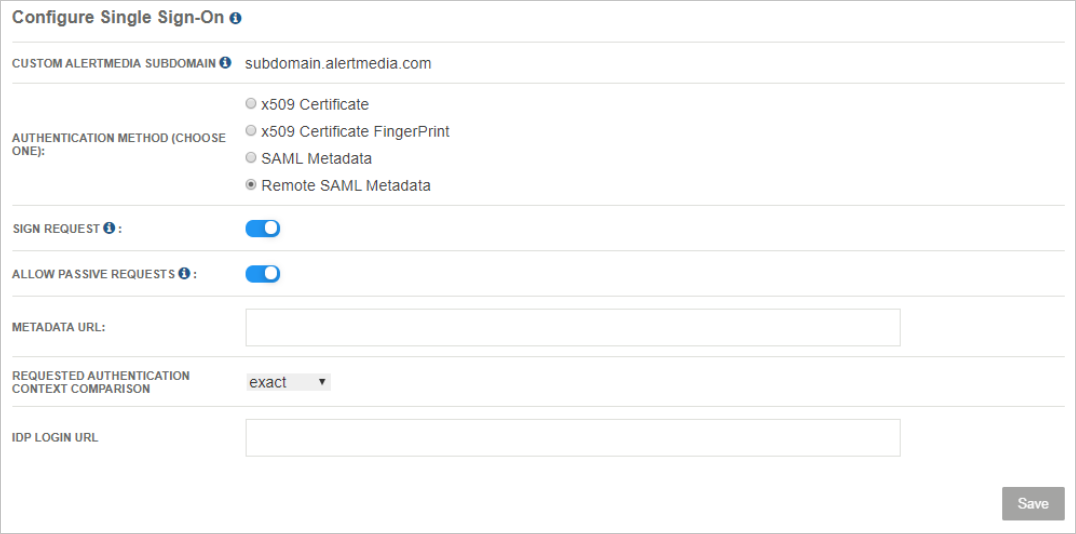 Configure Single Sign-On
CUSTOM ALERTMEDIA SUBDOMAIN
subdomain.alertmedia.com
AUTHENTICATION METHOD (CHOOSE
ONE):
x509 Certificate
x509 Certificate FingerPrint
SAML Metadata
Remote SAML Metadata
SIGN REQUEST :
ALLOW PASSIVE REQUESTS :
METADATA URL:
REQUESTED AUTHENTICATION
CONTEXT COMPARISON
exact
IDP LOGIN URL
Save